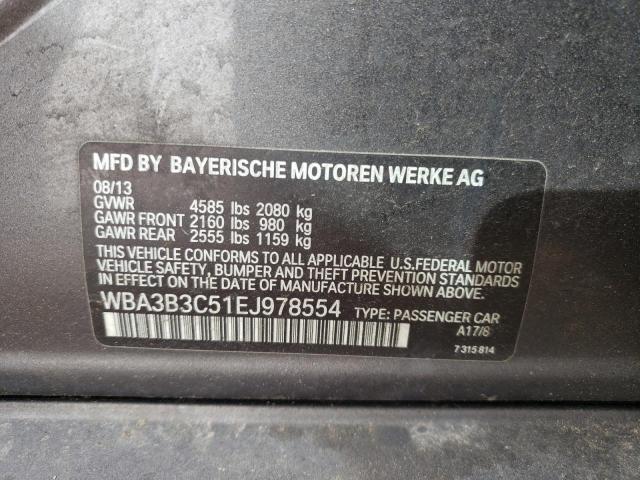 MFD BY BAYERISCHE MOTOREN WERKE AG
08/13
GVWR 4585 lbs 2080 kg
GAWR FRONT 2160 lbs 980 kg
GAWR REAR 2555 lbs 1159 kg
THIS VEHICLE CONFORMS TO ALL APPLICABLE U.S.FEDERAL MOTOR
VEHICLE SAFETY, BUMPER AND THEFT PREVENTION STANDARDS
IN EFFECT ON THE DATE OF MANUFACTURE SHOWN ABOVE.
WBA3B3C51EJ978554 TYPE: PASSENGER CAR
A17/8
7 315 814